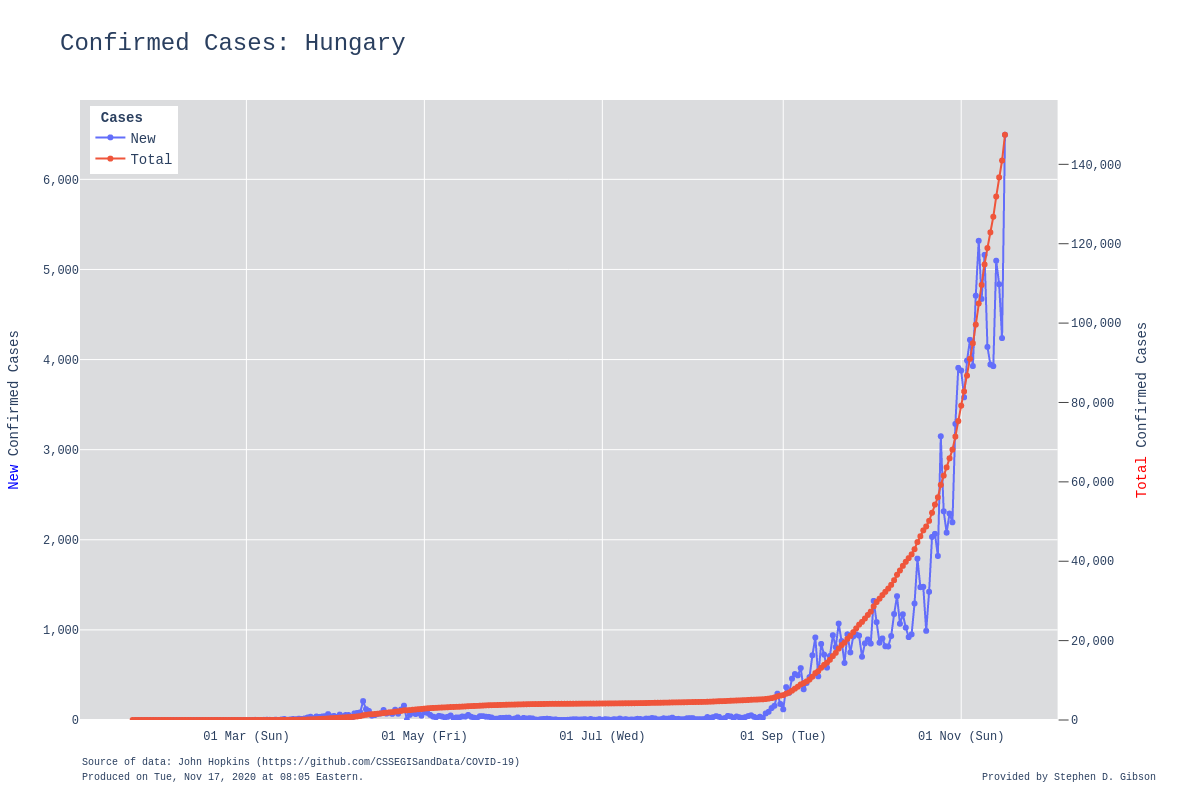 Confirmed Cases: Hungary
Cases
New
Total
6,000
5,000
4,000
3,000
2,000
1,000
0
140,000
120,000
100,000
80,000
60,000
40,000
20,000
0
New Confirmed Cases
Total Confirmed Cases
01 Mar (Sun)
01 May (Fri)
01 Jul (Wed)
01 Sep (Tue)
01 Nov (Sun)
Source of data: John Hopkins (https://github.com/CSSEGISandData/COVID-19)
Produced on Tue, Nov 17, 2020 at 08:05 Eastern.
Provided by Stephen D. Gibson